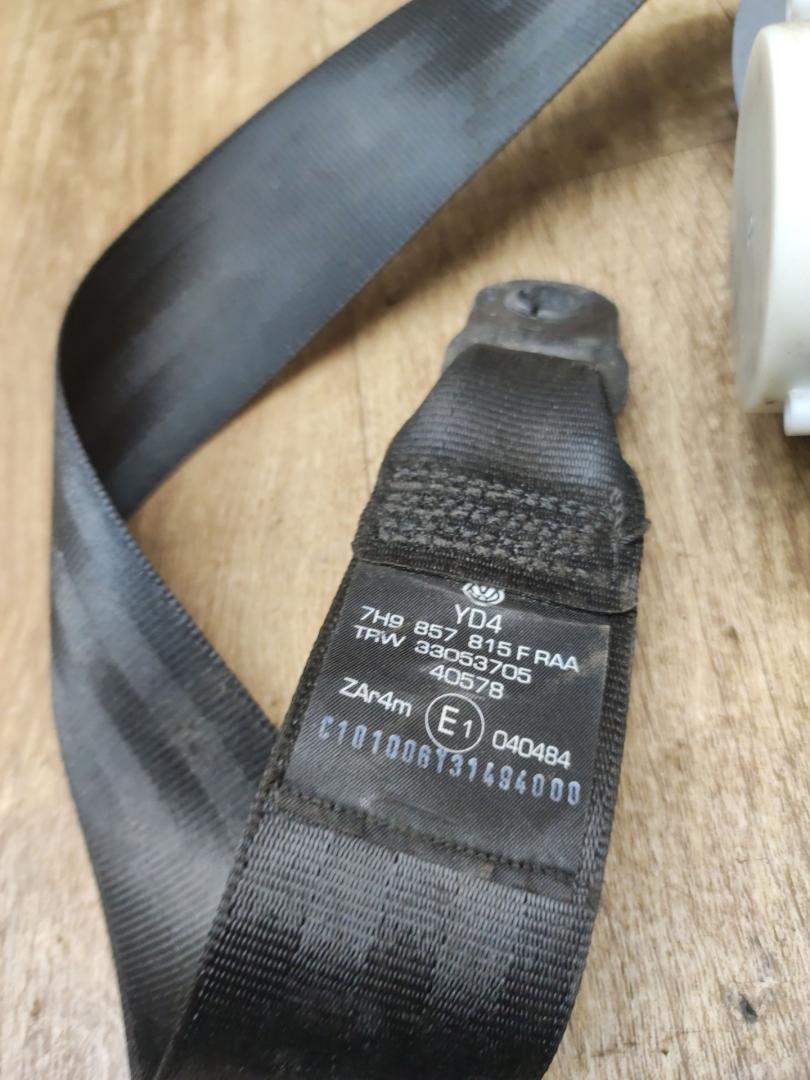 YD4
7H9 857 815 F RAA
TRW 33053705
40578
ZAr4m E1 040484
C101006Y31494000